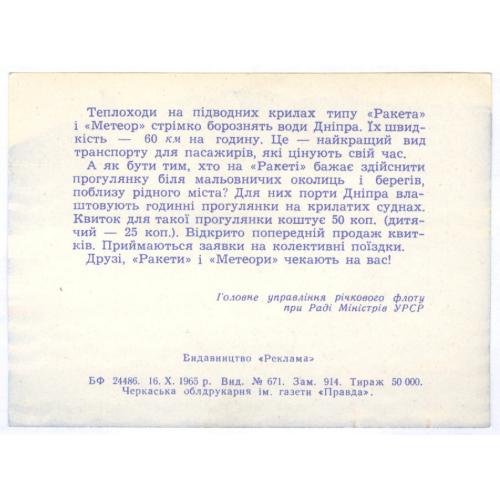 Теплоходи на підводних крилах типу «Ракета»
і «Метеор» стрімко борознять води Дніпра. Їх швид-
кість — 60 км на годину. Це — найкращий вид
транспорту для пасажирів, які цінують свій час.
А як бути тим, хто на «Ракеті» бажає здійснити
прогулянку біля мальовничих околиць і берегів,
поблизу рідного міста? Для них порти Дніпра вла-
штовують годинні прогулянки на крилатих суднах.
Квиток для такої прогулянки коштує 50 коп. (дитя-
чий — 25 коп.). Відкрито попередній продаж квит-
ків. Приймаються заявки на колективні поїздки.
Друзі, «Ракети» і «Метеори» чекають на вас!
Головне управління річкового флоту
при Раді Міністрів УРСР
Видавництво «Реклама»
БФ 24486. 16. X. 1965 р. Вид. № 671. Зам. 914. Тираж 50 000.
Черкаська облдрукарня ім. газети «Правда».